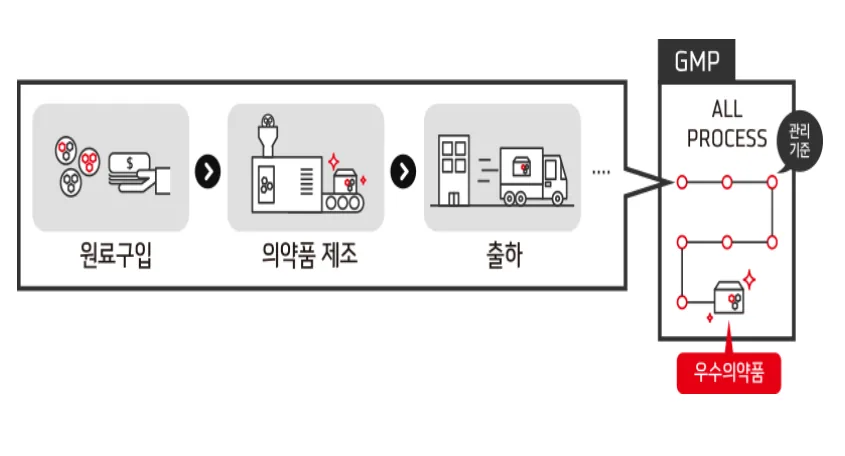 GMP
ALL
PROCESS
관리
기준
$
원료구입
의약품 제조
출하
....
우수의약품